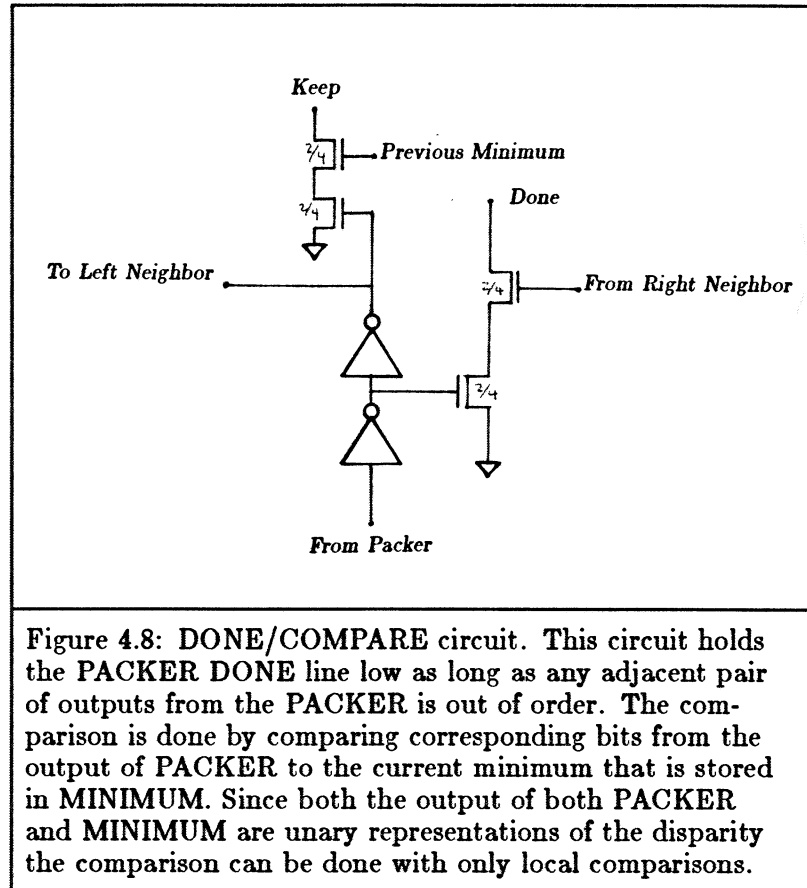 Keep
2/4
Previous Minimum
2/4
Done
To Left Neighbor
2/4
From Right Neighbor
2/4
From Packer
Figure 4.8: DONE/COMPARE circuit. This circuit holds
the PACKER DONE line low as long as any adjacent pair
of outputs from the PACKER is out of order. The com-
parison is done by comparing corresponding bits from the
output of PACKER to the current minimum that is stored
in MINIMUM. Since both the output of both PACKER
and MINIMUM are unary representations of the disparity
the comparison can be done with only local comparisons.